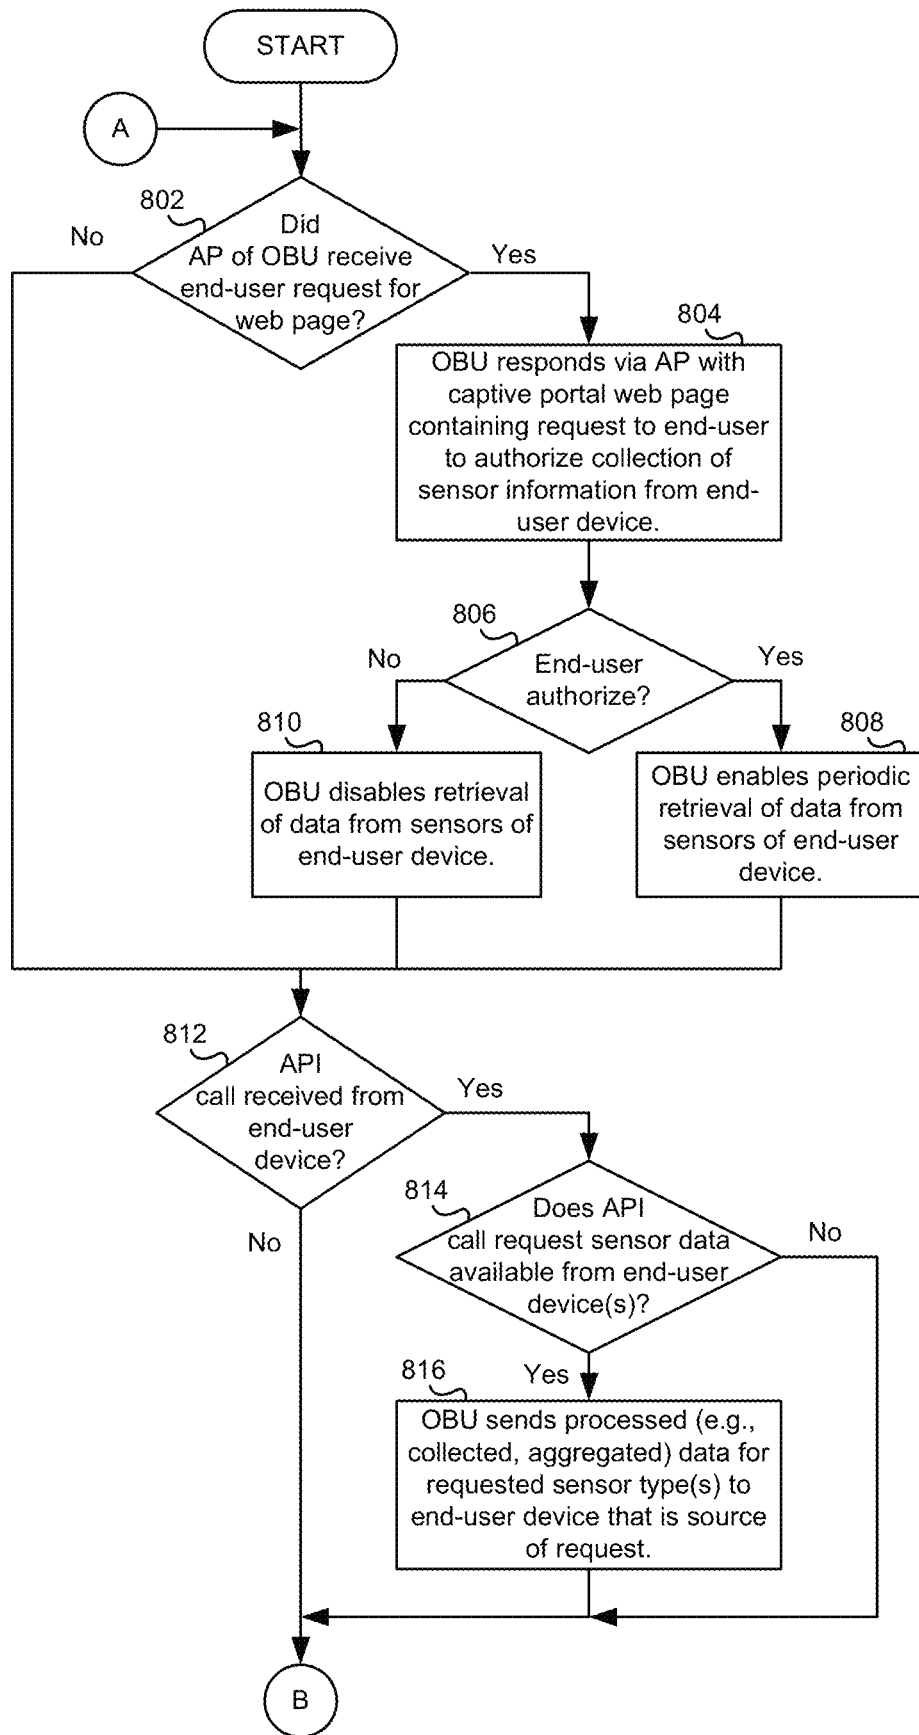 START
A
802
Did
AP of OBU receive
end-user request for
web page?
No
Yes
804
OBU responds via AP with
captive portal web page
containing request to end-user
to authorize collection of
sensor information from end-
user device.
806
End-user
authorize?
No
Yes
810
OBU disables retrieval
of data from sensors of
end-user device.
808
OBU enables periodic
retrieval of data from
sensors of end-user
device.
812
API
call received from
end-user
device?
Yes
No
814
Does API
call request sensor data
available from end-user
device(s)?
No
Yes
816
OBU sends processed (e.g.,
collected, aggregated) data for
requested sensor type(s) to
end-user device that is source
of request.
B